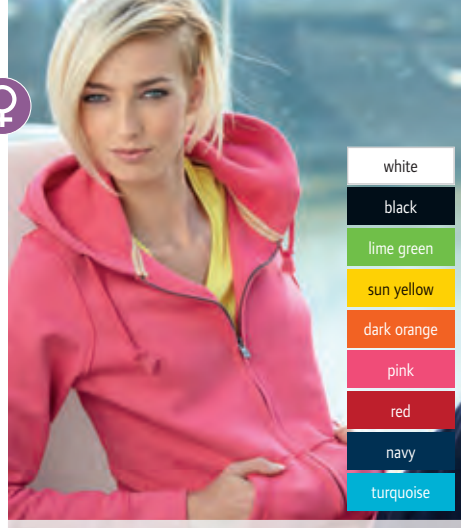 white
black
lime green
sun yellow
dark orange
pink
red
navy
turquoise